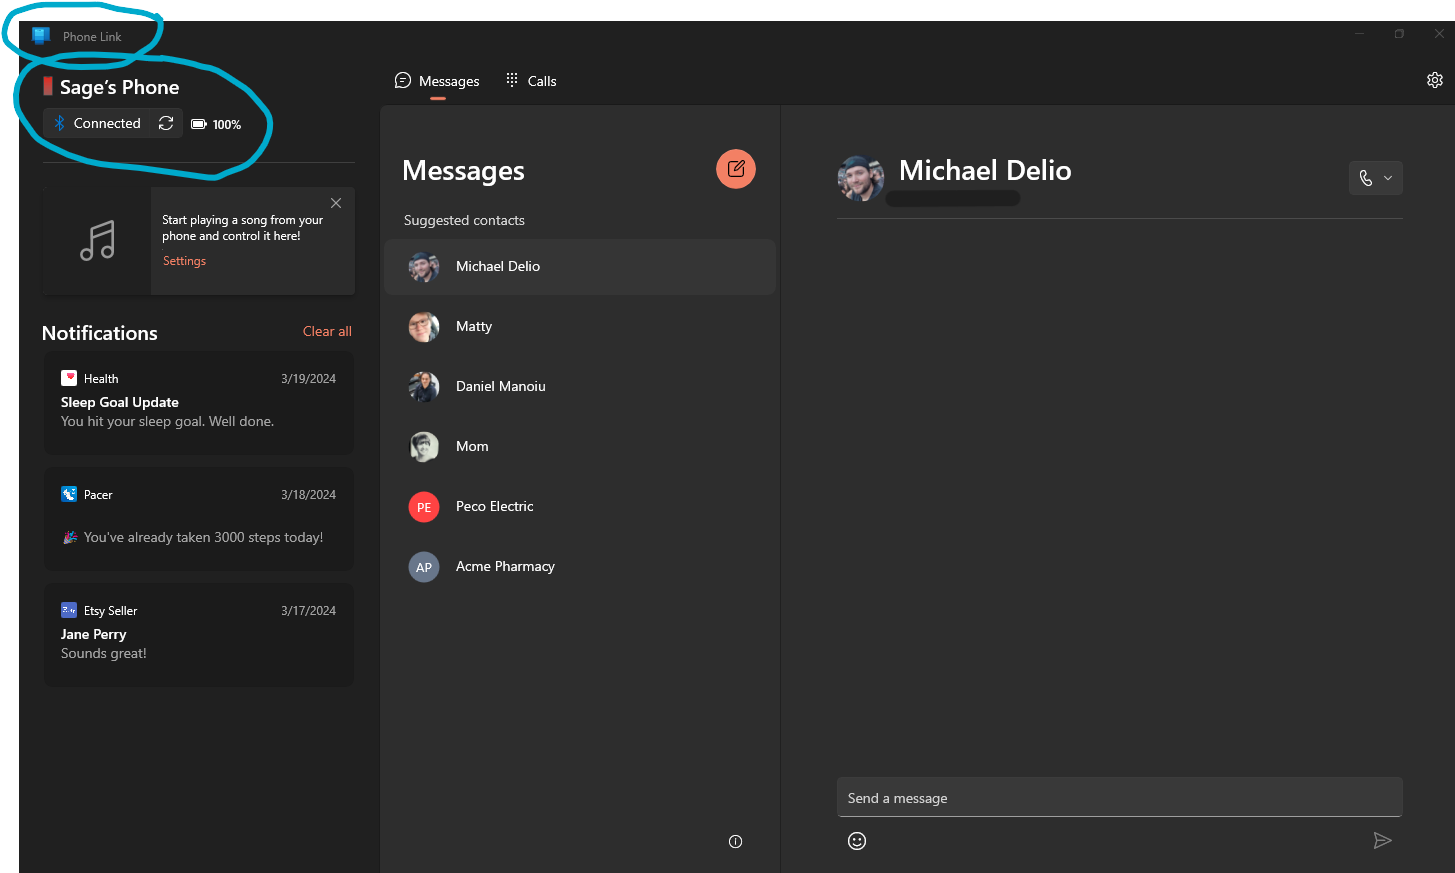 Phone Link
Sage's Phone
Connected
100%
Start playing a song from your
phone and control it here!
Settings
Notifications
Clear all
Health
3/19/2024
Sleep Goal Update
You hit your sleep goal. Well done.
Pacer
3/18/2024
You've already taken 3000 steps today!
Etsy Seller
3/17/2024
Jane Perry
Sounds great!
Messages
Calls
Messages
Suggested contacts
Michael Delio
Matty
Daniel Manoiu
Mom
PE
Peco Electric
AP
Acme Pharmacy
Michael Delio
Send a message